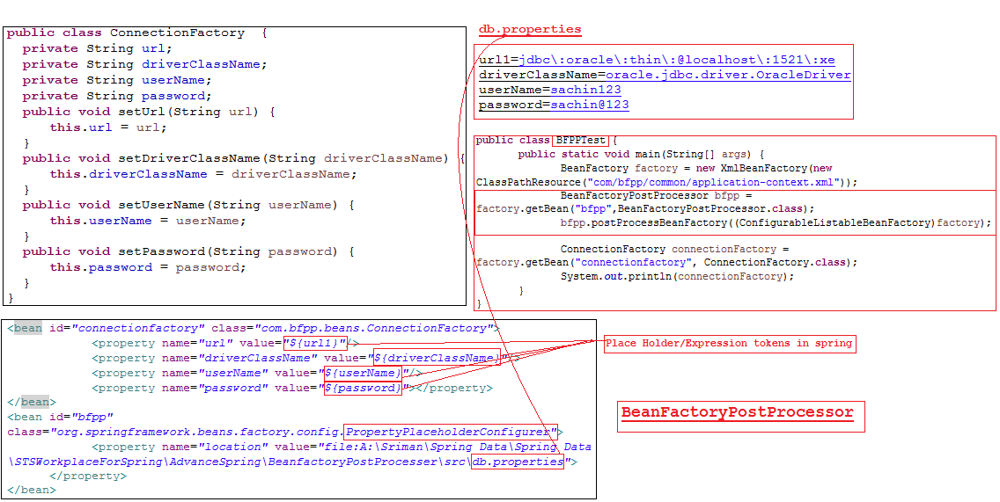 public class ConnectionFactory  {
private String url;
private String driverClassName;
private String userName;
private String password;
public void setUrl(String url) {
this.url = url;
}
public void setDriverClassName(String driverClassName) {
this.driverClassName = driverClassName;
}
public void setUserName(String userName) {
this.userName = userName;
}
public void setPassword(String password) {
this.password = password;
}
}
db.properties
url1=jdbc\:oracle\:thin\:@localhost\:1521\:xe
driverClassName=oracle.jdbc.driver.OracleDriver
userName=sachin123
password=sachin@123
public class BFPPTest {
public static void main(String[] args) {
BeanFactory factory = new XmlBeanFactory(new
ClassPathResource("com/bfpp/common/application-context.xml"));
BeanFactoryPostProcessor bfpp =
factory.getBean("bfpp",BeanFactoryPostProcessor.class);
bfpp.postProcessBeanFactory((ConfigurableListableBeanFactory)factory);
ConnectionFactory connectionFactory =
factory.getBean("connectionfactory", ConnectionFactory.class);
System.out.println(connectionFactory);
}
}
<bean id="connectionfactory" class="com.bfpp.beans.ConnectionFactory">
<property name="url" value="${url1}"/>
<property name="driverClassName" value="${driverClassName}"/>
<property name="userName" value="${userName}"/>
<property name="password" value="${password}"></property>
</bean>
<bean id="bfpp"
class="org.springframework.beans.factory.config.PropertyPlaceholderConfigurer">
<property name="location" value="file:A:\Sriman\Spring Data\Spring Data
\STSWorkplaceForSpring\AdvanceSpring\BeanfactoryPostProcesser\src\db.properties">
</property>
</bean>
Place Holder/Expression tokens in spring
BeanFactoryPostProcessor